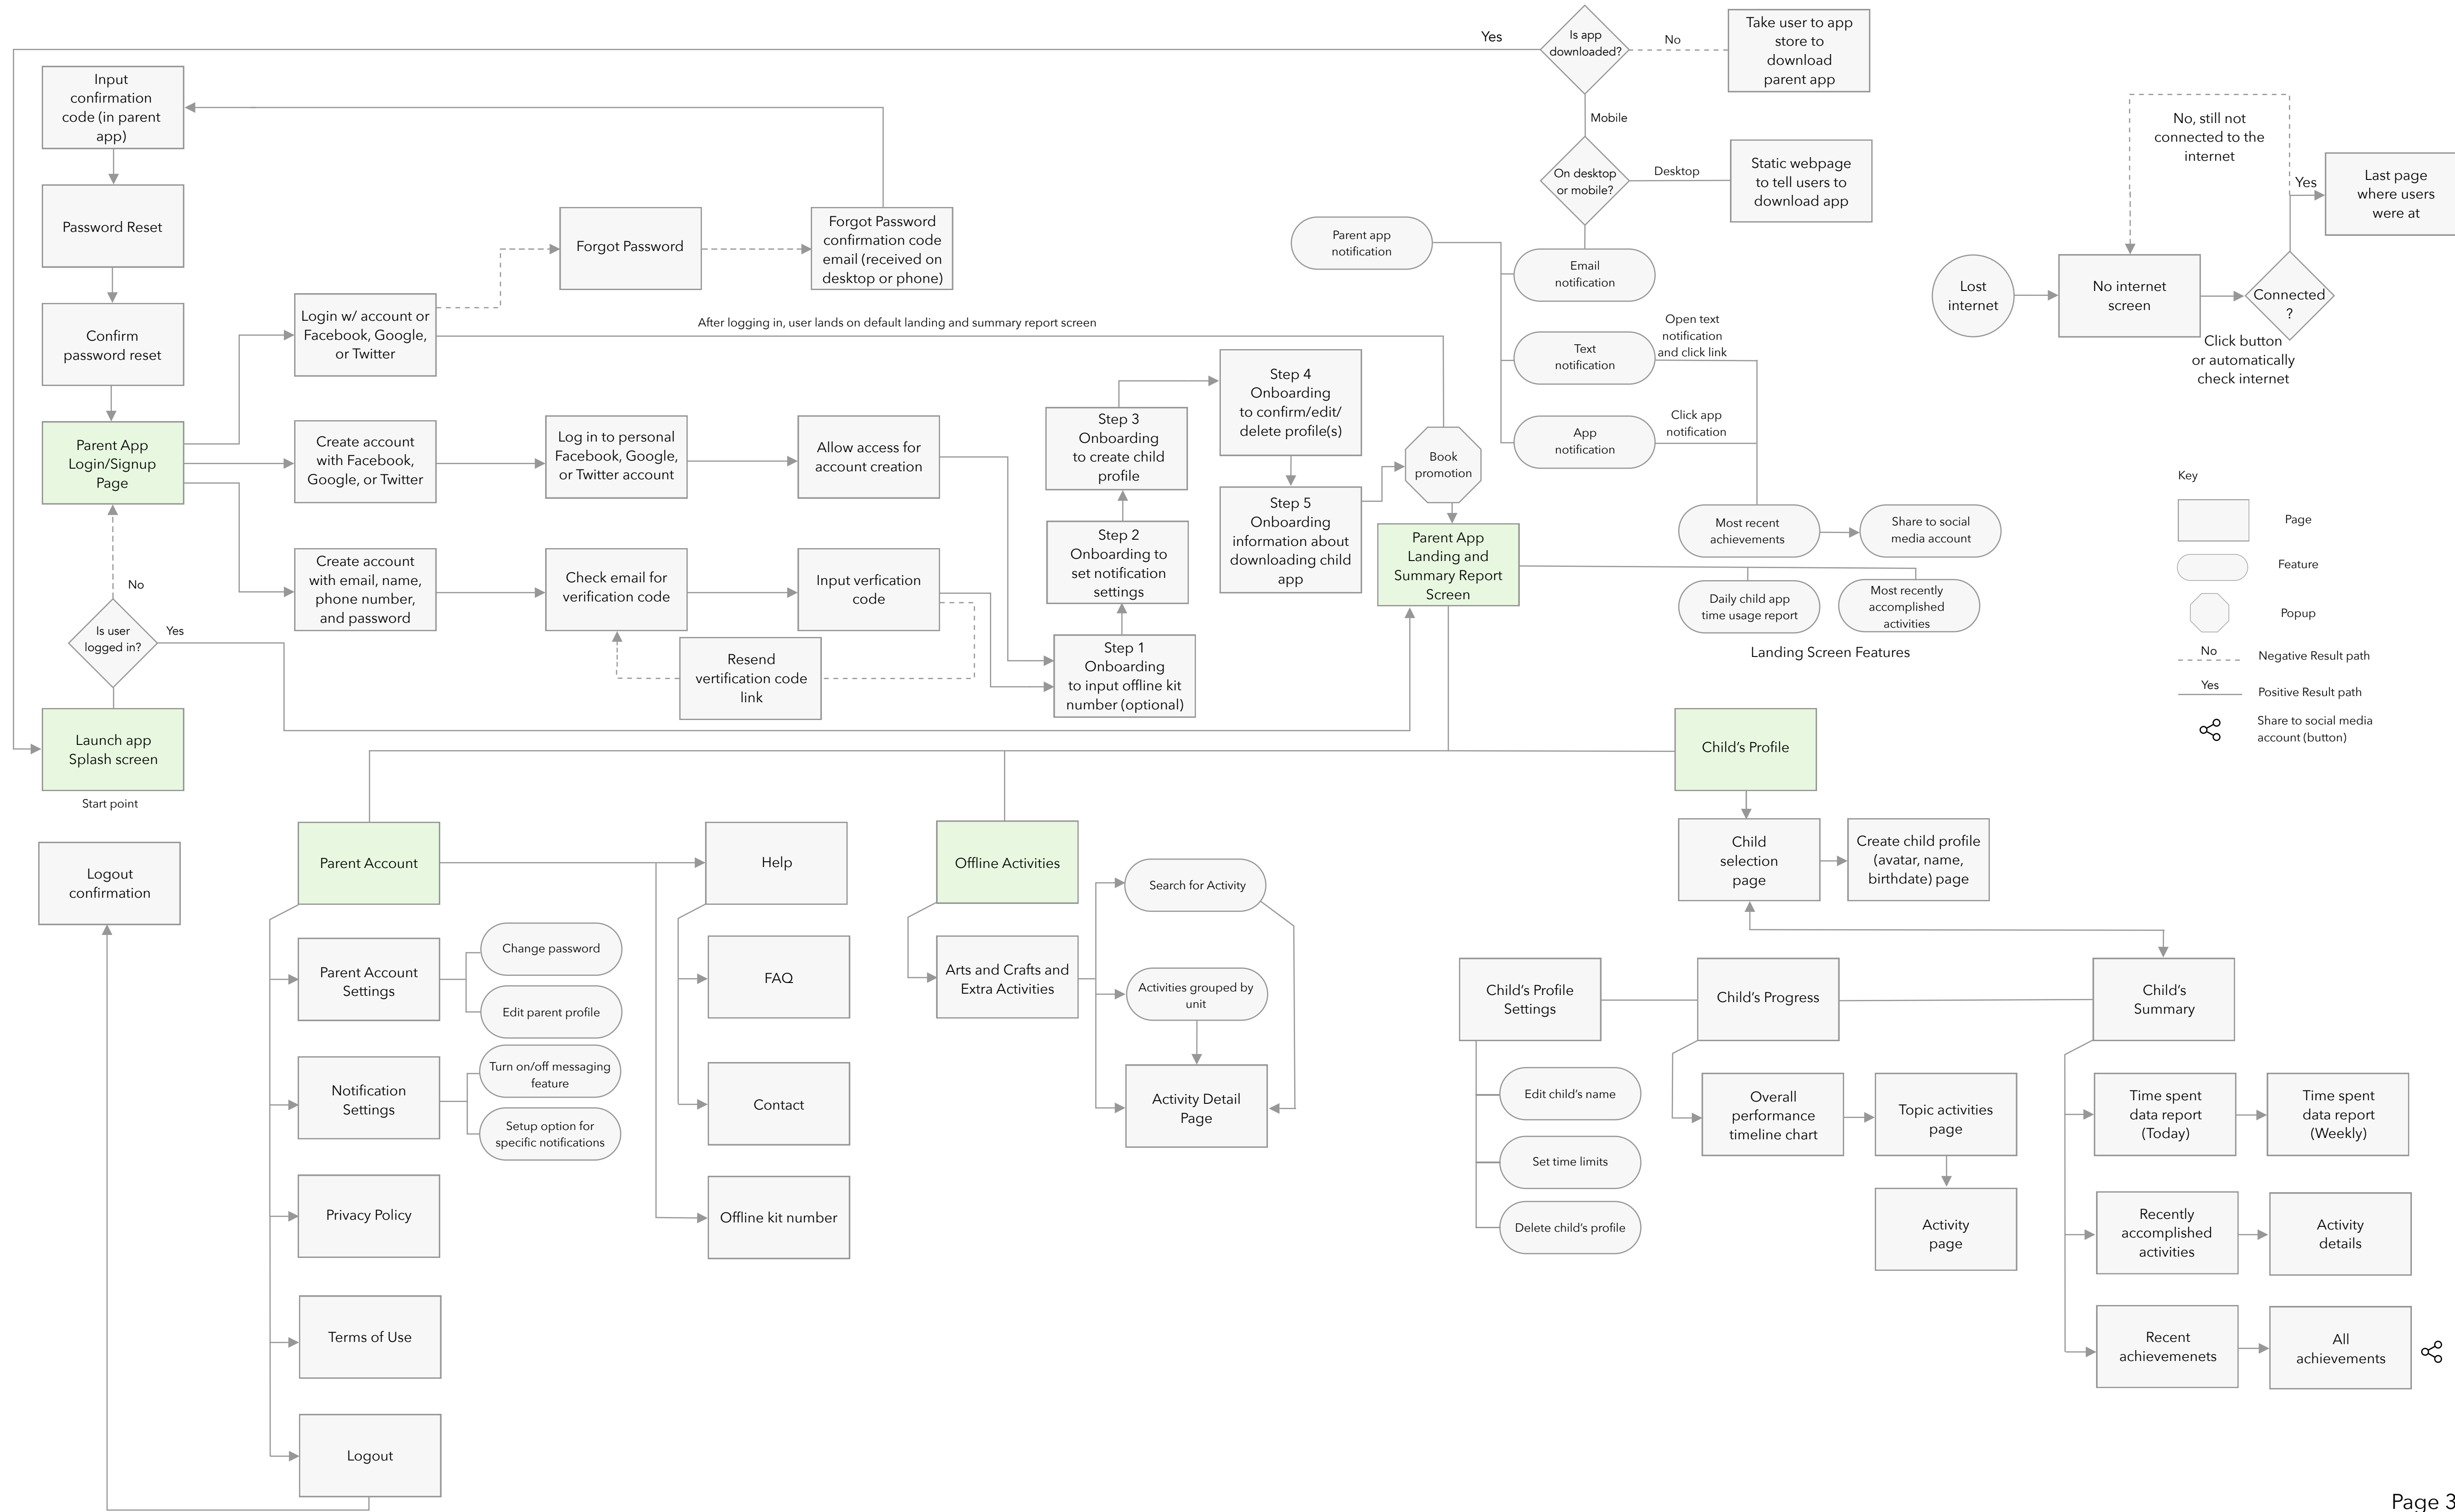 Yes
Is app
downloaded?
No
Take user to app
store to
download
parent app
Input
confirmation
code (in parent
app)
Mobile
No, still not
connected to the
internet
On desktop
or mobile?
Desktop
Static webpage
to tell users to
download app
Yes
Last page
where users
were at
Password Reset
Forgot Password
Forgot Password
confirmation code
email (received on
desktop or phone)
Parent app
notification
Email
notification
Lost
internet
No internet
screen
Connected
?
Click button
or automatically
check internet
Confirm
password reset
Login w/ account or
Facebook, Google,
or Twitter
After logging in, user lands on default landing and summary report screen
Text
notification
Open text
notification
and click link
Step 4
Onboarding
to confirm/edit/
delete profile(s)
Step 3
Onboarding
to create child
profile
Parent App
Login/Signup
Page
Create account
with Facebook,
Google, or Twitter
Log in to personal
Facebook, Google,
or Twitter account
Allow access for
account creation
Book
promotion
App
notification
Click app
notification
Key
Page
Feature
Popup
No
Negative Result path
Yes
Positive Result path
Share to social media
account (button)
Step 5
Onboarding
information about
downloading child
app
Step 2
Onboarding to
set notification
settings
Parent App
Landing and
Summary Report
Screen
Most recent
achievements
Share to social
media account
Daily child app
time usage report
Most recently
accomplished
activities
Landing Screen Features
No
Create account
with email, name,
phone number,
and password
Check email for
verification code
Input verfication
code
Is user
logged in?
Yes
Resend
vertification code
link
Step 1
Onboarding
to input offline kit
number (optional)
Launch app
Splash screen
Start point
Child’s Profile
Logout
confirmation
Parent Account
Help
Offline Activities
Search for Activity
Child
selection
page
Create child profile
(avatar, name,
birthdate) page
Parent Account
Settings
Change password
Edit parent profile
FAQ
Arts and Crafts and
Extra Activities
Activities grouped by
unit
Child’s Profile
Settings
Child’s Progress
Child’s
Summary
Notification
Settings
Turn on/off messaging
feature
Setup option for
specific notifications
Contact
Activity Detail
Page
Edit child’s name
Set time limits
Delete child’s profile
Overall
performance
timeline chart
Topic activities
page
Activity
page
Time spent
data report
(Today)
Time spent
data report
(Weekly)
Privacy Policy
Offline kit number
Recently
accomplished
activities
Activity
details
Terms of Use
Recent
achievemenets
All
achievements
Logout
Page 3